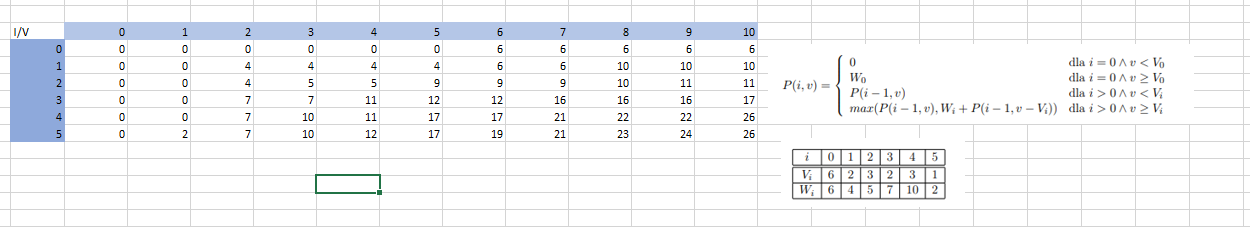 I/V 0 1 2 3 4 5 6 7 8 9 10
0 0 0 0 0 0 0 6 6 6 6 6
1 0 0 4 4 4 4 6 6 10 10 10
2 0 0 4 5 5 9 9 9 10 11 11
3 0 0 7 7 11 12 12 16 16 16 17
4 0 0 7 10 11 17 17 21 22 22 26
5 0 2 7 10 12 17 19 21 23 24 26
P(i, v) =
0 dla i = 0 ∧ v < V₀
W₀ dla i = 0 ∧ v ≥ V₀
P(i − 1, v) dla i > 0 ∧ v < Vᵢ
max(P(i − 1, v), Wᵢ + P(i − 1, v − Vᵢ)) dla i > 0 ∧ v ≥ Vᵢ
i 0 1 2 3 4 5
Vᵢ 6 2 3 2 3 1
Wᵢ 6 4 5 7 10 2